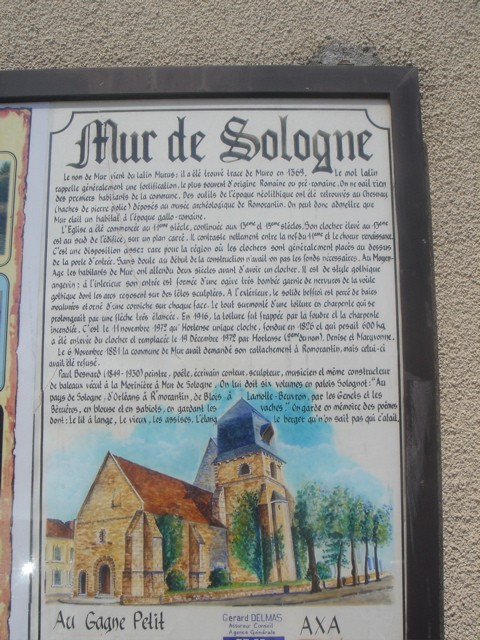 Mur de Sologne
Le nom de Mur vient du latin Murus: il a été trouvé trace de Muro en 1369. Le mot latin
rappelle généralement une fortification, le plus souvent d'origine Romaine ou pré-romaine. On ne sait rien
des premiers habitants de la commune. Des outils de l'époque néolithique ont été retrouvés au Chesnay
(haches de pierre polie) déposés au musée archéologique de Romorantin. On peut donc admettre que
Mur était un habitat à l'époque gallo-romaine.
L'Eglise a été commencée au 11ème siècle, continuée aux 13ème et 15ème siècles. Son clocher élevé au 13ème
est au sud de l'édifice, sur un plan carré. Il contraste nettement entre la nef du 11ème et le choeur renaissance.
C'est une disposition assez rare pour la région où les clochers sont généralement placés au dessus
de la porte d'entrée. Sans doute au début de la construction n'avait-on pas les fonds nécessaires. Au Moyen-
Age les habitants de Mur ont attendu deux siècles avant d'avoir un clocher. Il est de style gothique
angevin: à l'intérieur son entrée est formée d'une ogive très bombée garnie de nervures de la voûte
gothique dont les arcs reposent sur des têtes sculptées. A l'extérieur, le solide beffroi est percé de baies
moulurées et orné d'une corniche sur chaque face. Le tout surmonté d'une toiture en charpente qui se
prolongeait par une flèche très élancée. En 1916, la toiture fut frappée par la foudre et la charpente
incendiée. C'est le 11 novembre 1972 qu'Hortense unique cloche, fondue en 1826 et qui pesait 600 kg,
a été enlevée du clocher et remplacée le 19 décembre 1972 par Hortense (2ème du nom), Denise et Maryvonne.
Le 6 Novembre 1881 la commune de Mur avait demandé son rattachement à Romorantin, mais celui-ci
avait été refusé.
Paul Besnard (1849-1930) peintre, poète, écrivain conteur, sculpteur, musicien et même constructeur
de bateaux vécut à la Morinière à Mur de Sologne. On lui doit six volumes en patois Solognot: "Au
pays de Sologne, d'Orléans à R'morantin, de Blois à Lamotte-Beuvron, par les Genêts et les
Bruières, en blouse et en sabiots, on gardant les vaches." On garde en mémoire des poèmes
dont: Le lit à l'ange, Le vieux, les assises, L'étang le berger qu'on sait pas qui c'était.
Au Gagne Petit
Gerard DELMAS
Assureur Conseil
Agence Générale
AXA